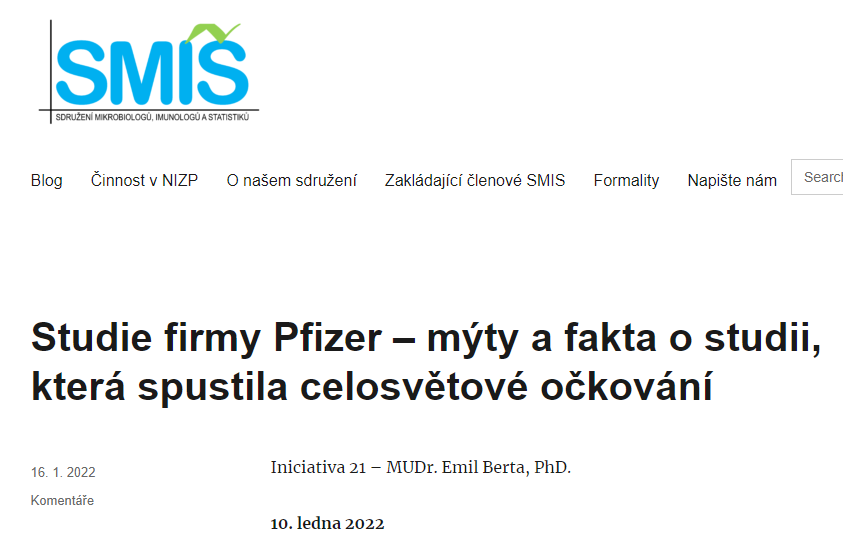 SMIŠ
SDRUŽENÍ MIKROBIOLOGŮ, IMUNOLOGŮ A STATISTIKŮ
Blog Činnost v NIZP O našem sdružení Zakládající členové SMIS Formality Napište nám Search
Studie firmy Pfizer – mýty a fakta o studii,
která spustila celosvětové očkování
16. 1. 2022
Komentáře
Iniciativa 21 – MUDr. Emil Berta, PhD.
10. ledna 2022